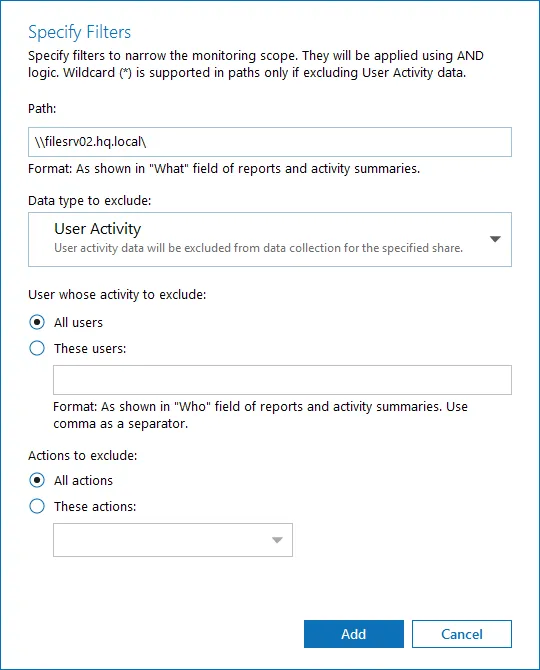 Specify Filters
Specify filters to narrow the monitoring scope. They will be applied using AND
logic. Wildcard (*) is supported in paths only if excluding User Activity data.
Path:
\\filesrv02.hq.local\
Format: As shown in "What" field of reports and activity summaries.
Data type to exclude:
User Activity
User activity data will be excluded from data collection for the specified share.
User whose activity to exclude:
All users
These users:
Format: As shown in "Who" field of reports and activity summaries. Use
comma as a separator.
Actions to exclude:
All actions
These actions:
Add
Cancel